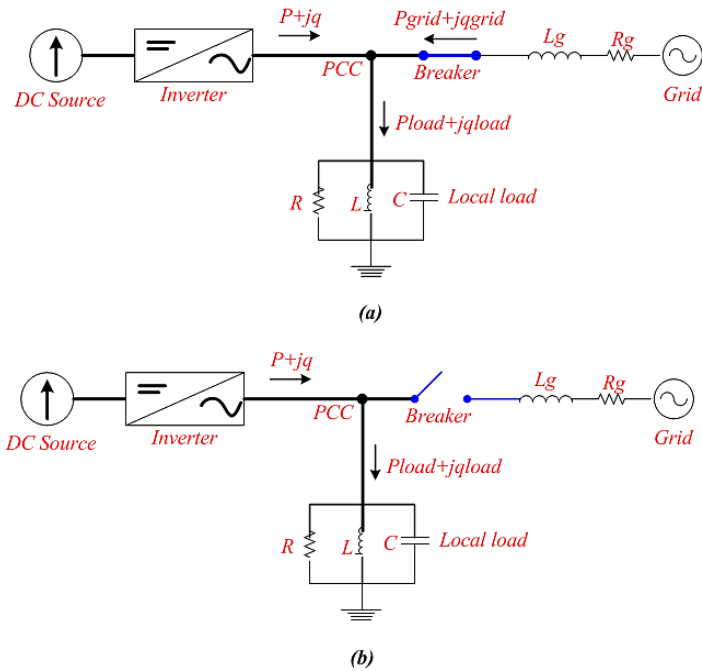 P+jq
Pgrid+jqgrid
Lg
Rg
PCC
Breaker
DC Source
Inverter
Grid
Pload+jqload
R
L
C
Local load
(a)
P+jq
Lg
Rg
PCC
Breaker
DC Source
Inverter
Grid
Pload+jqload
R
L
C
Local load
(b)